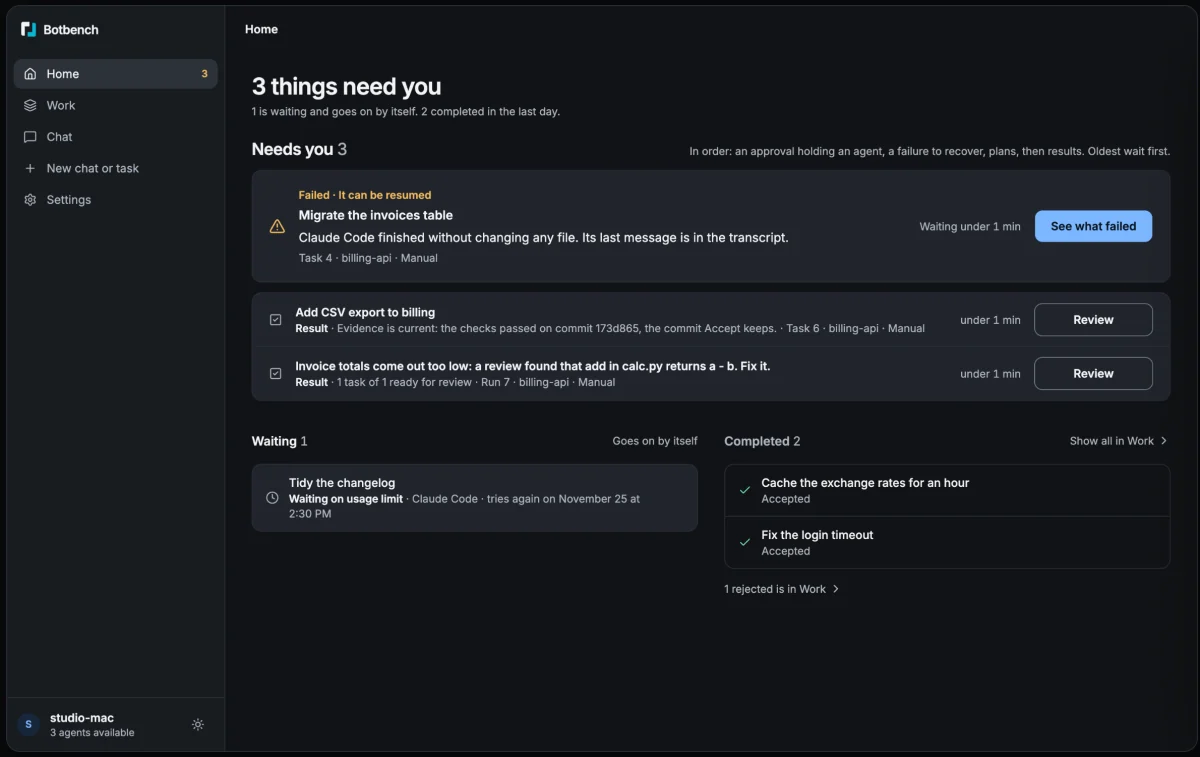 Botbench
Home 3
Work
Chat
New chat or task
Settings
studio-mac
3 agents available
S
Home
3 things need you
1 is waiting and goes on by itself. 2 completed in the last day.
Needs you 3
In order: an approval holding an agent, a failure to recover, plans, then results. Oldest wait first.
Failed · It can be resumed
Migrate the invoices table
Claude Code finished without changing any file. Its last message is in the transcript.
Task 4 · billing-api · Manual
Waiting under 1 min
See what failed
Add CSV export to billing
Result · Evidence is current: the checks passed on commit 173d865, the commit Accept keeps. · Task 6 · billing-api · Manual
under 1 min
Review
Invoice totals come out too low: a review found that add in calc.py returns a - b. Fix it.
Result · 1 task of 1 ready for review · Run 7 · billing-api · Manual
under 1 min
Review
Waiting 1
Goes on by itself
Tidy the changelog
Waiting on usage limit · Claude Code · tries again on November 25 at
2:30 PM
Completed 2
Show all in Work
Cache the exchange rates for an hour
Accepted
Fix the login timeout
Accepted
1 rejected is in Work